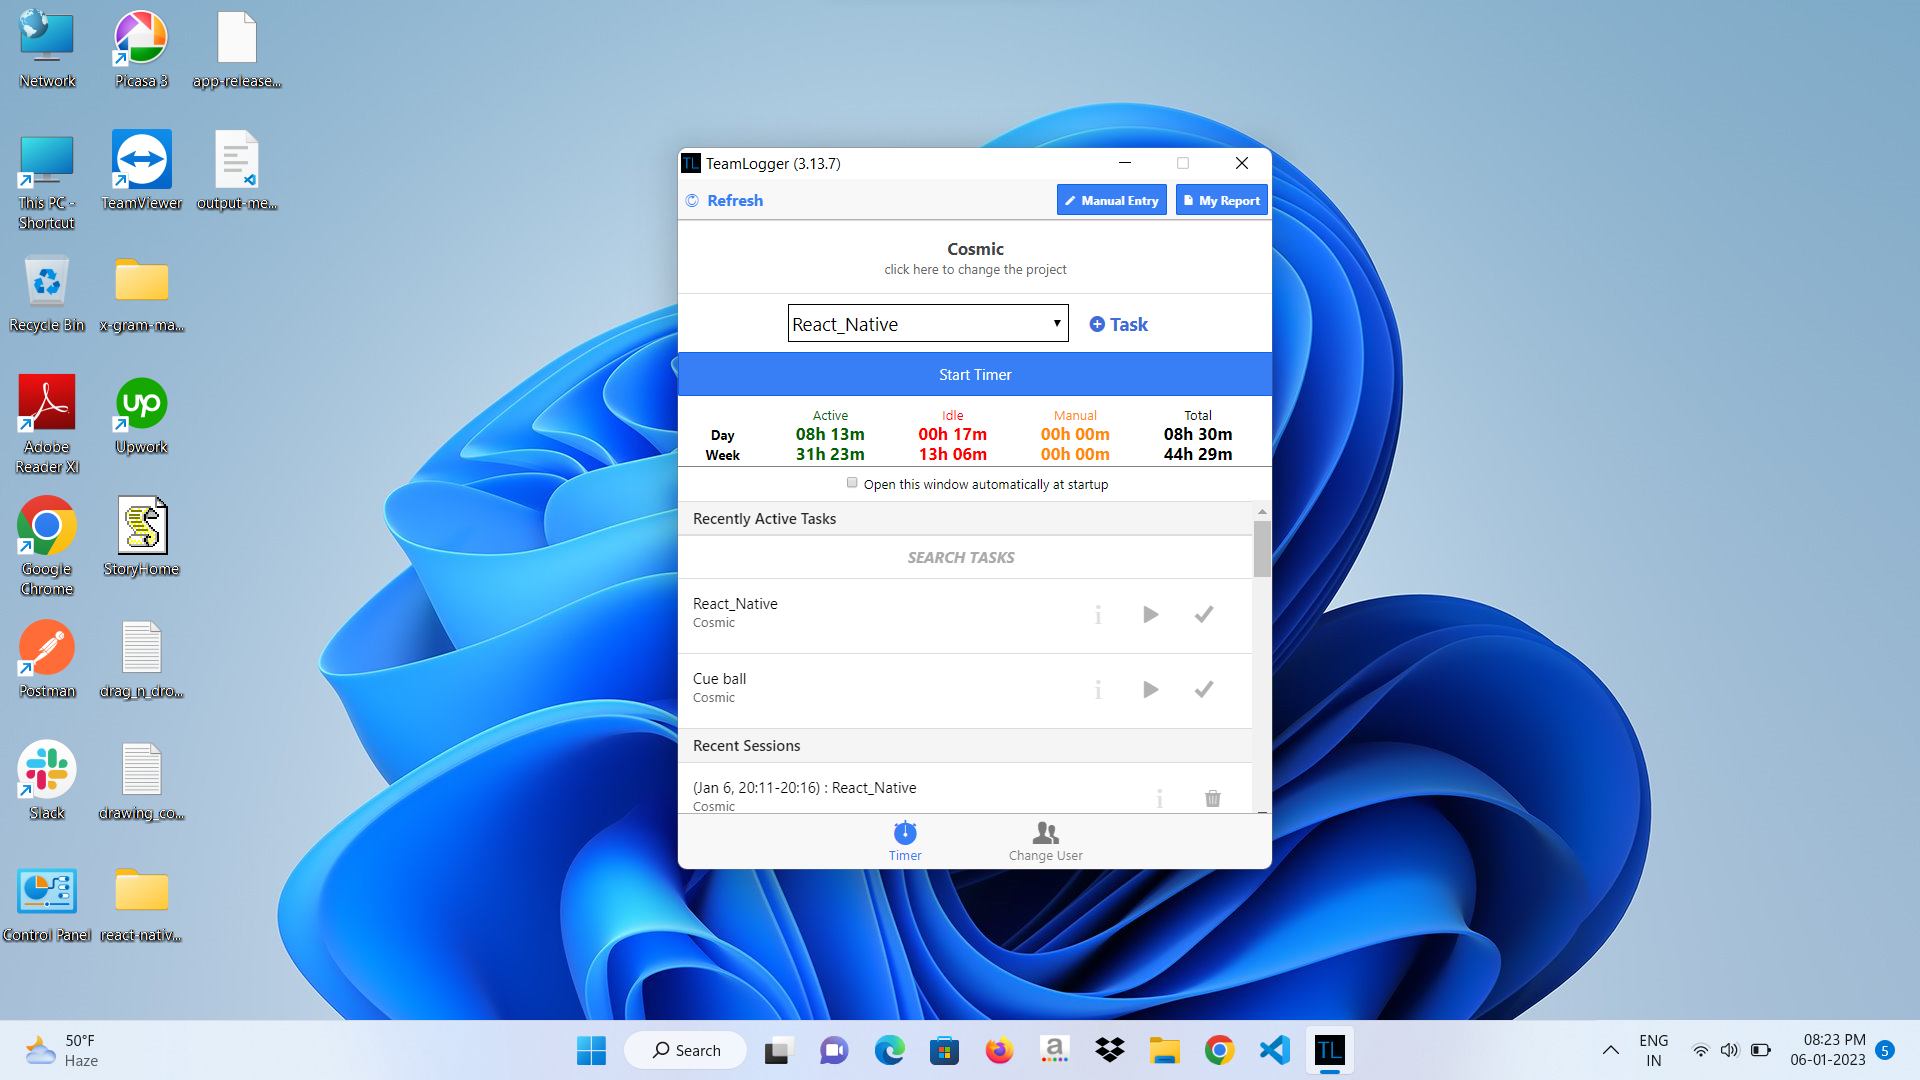 Network
Picasa 3
app-release...
This PC -
Shortcut
TeamViewer
output-me...
Recycle Bin
x-gram-ma...
Adobe
Reader XI
up
Upwork
Google
Chrome
StoryHome
Postman
drag_n_dro...
Slack
drawing_co...
Control Panel
react-nativ...
TL TeamLogger (3.13.7)
Refresh
Manual Entry
My Report
Cosmic
click here to change the project
React_Native
Task
Start Timer
Active Idle Manual Total
Day 08h 13m 00h 17m 00h 00m 08h 30m
Week 31h 23m 13h 06m 00h 00m 44h 29m
Open this window automatically at startup
Recently Active Tasks
SEARCH TASKS
React_Native
Cosmic
Cue ball
Cosmic
Recent Sessions
(Jan 6, 20:11-20:16) : React_Native
Cosmic
Timer
Change User
50°F
Haze
Search
a
TL
ENG
IN
08:23 PM
06-01-2023
5